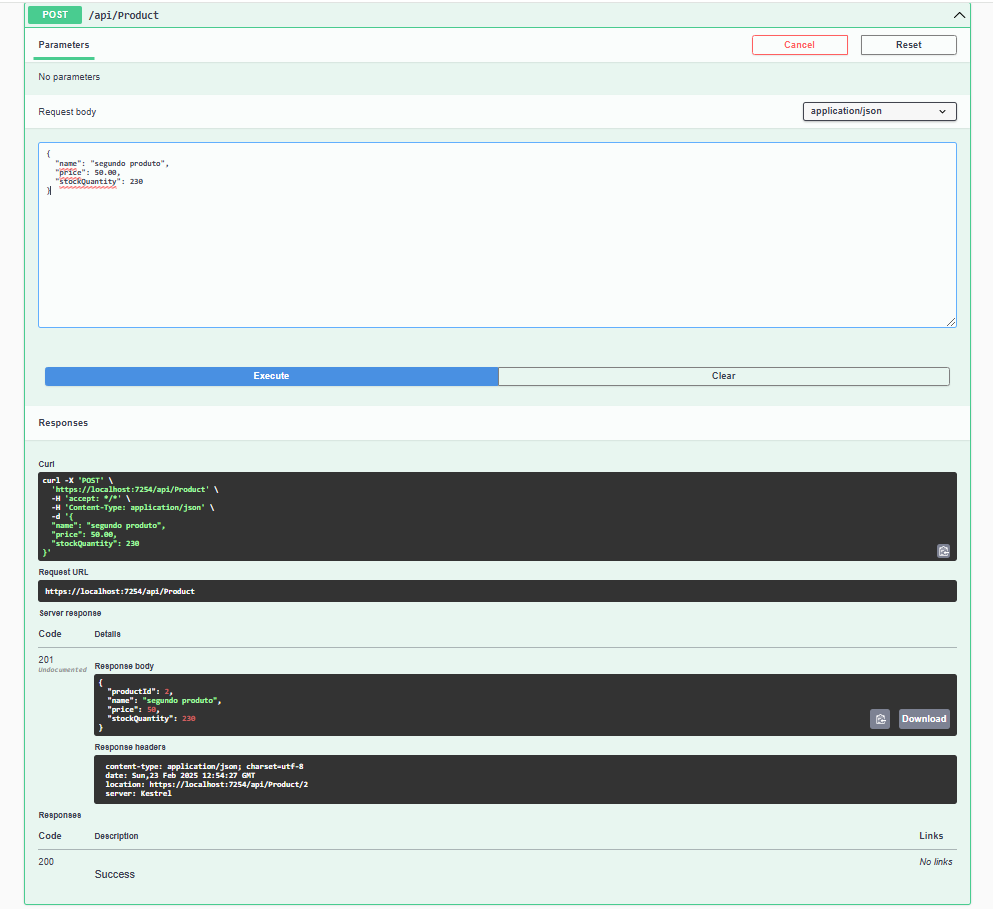 POST /api/Product
Parameters
Cancel
Reset
No parameters
Request body
application/json
{
"name": "segundo produto",
"price": 50.00,
"stockQuantity": 230
}
Execute
Clear
Responses
Curl
curl -X 'POST' \
'https://localhost:7254/api/Product' \
-H 'accept: */*' \
-H 'Content-Type: application/json' \
-d '{
"name": "segundo produto",
"price": 50.00,
"stockQuantity": 230
}'
Request URL
https://localhost:7254/api/Product
Server response
Code Details
201
Undocumented
Response body
{
"productId": 2,
"name": "segundo produto",
"price": 50,
"stockQuantity": 230
}
Download
Response headers
content-type: application/json; charset=utf-8
date: Sun,23 Feb 2025 12:54:27 GMT
location: https://localhost:7254/api/Product/2
server: Kestrel
Responses
Code Description Links
200 No links
Success